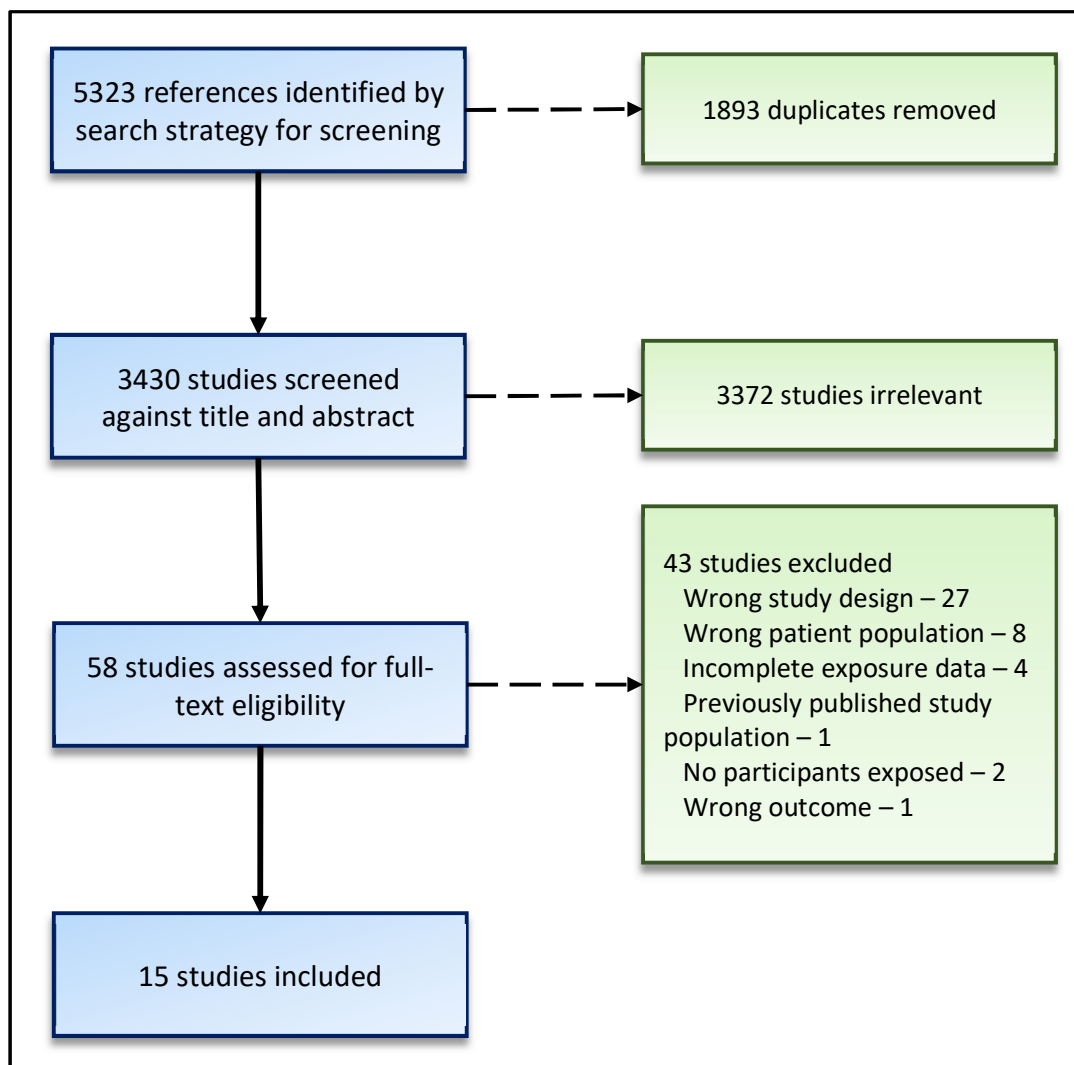 5323 references identified by
search strategy for screening
1893 duplicates removed
3430 studies screened
against title and abstract
3372 studies irrelevant
58 studies assessed for full-
text eligibility
43 studies excluded
Wrong study design – 27
Wrong patient population – 8
Incomplete exposure data – 4
Previously published study
population – 1
No participants exposed – 2
Wrong outcome – 1
15 studies included